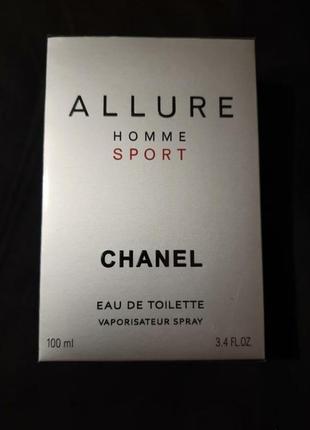 ALLURE
HOMME
SPORT
CHANEL
EAU DE TOILETTE
VAPORISATEUR SPRAY
100 ml 3.4 FL.OZ.